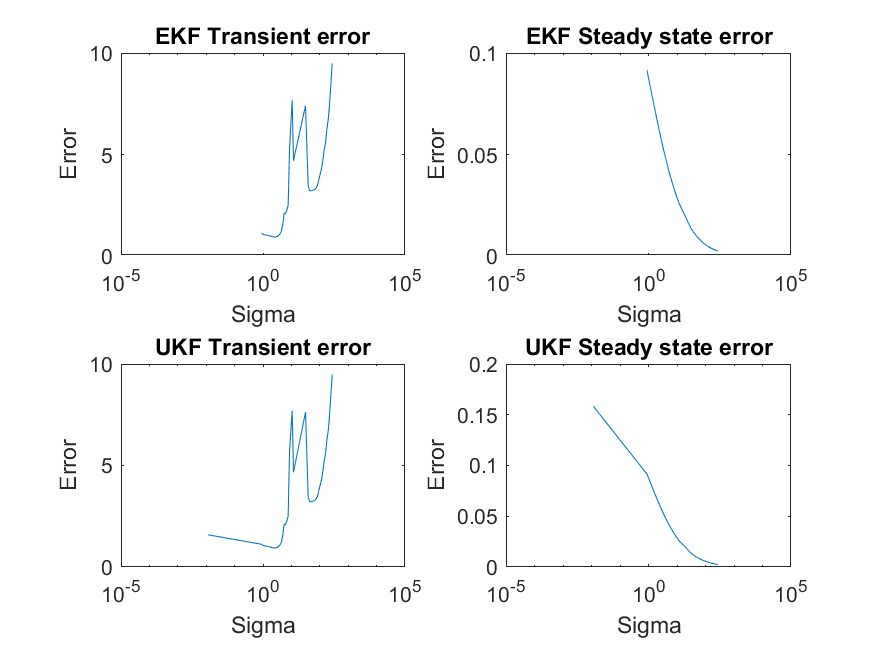 EKF Transient error
10
5
0
Error
10^-5
10^0
10^5
Sigma
EKF Steady state error
0.1
0.05
0
Error
10^-5
10^0
10^5
Sigma
UKF Transient error
10
5
0
Error
10^-5
10^0
10^5
Sigma
UKF Steady state error
0.2
0.15
0.1
0.05
0
Error
10^-5
10^0
10^5
Sigma